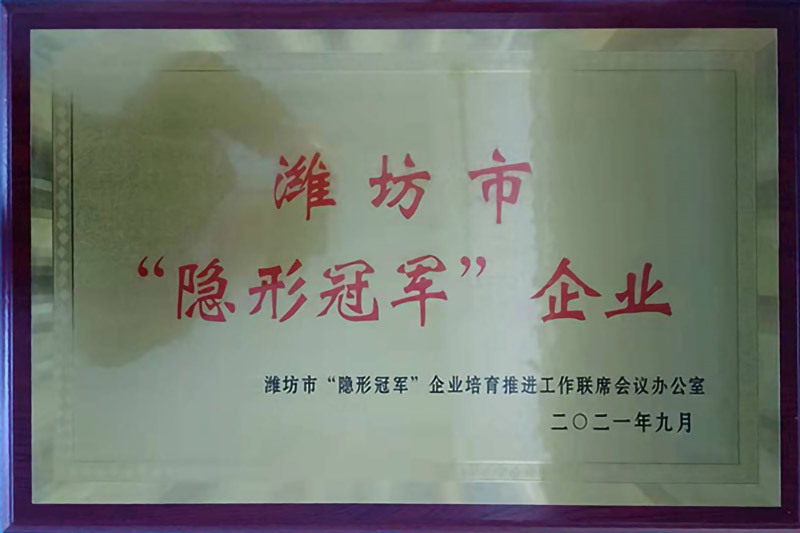 潍坊市
“隐形冠军”企业
潍坊市“隐形冠军”企业培育推进工作联席会议办公室
二〇二一年九月